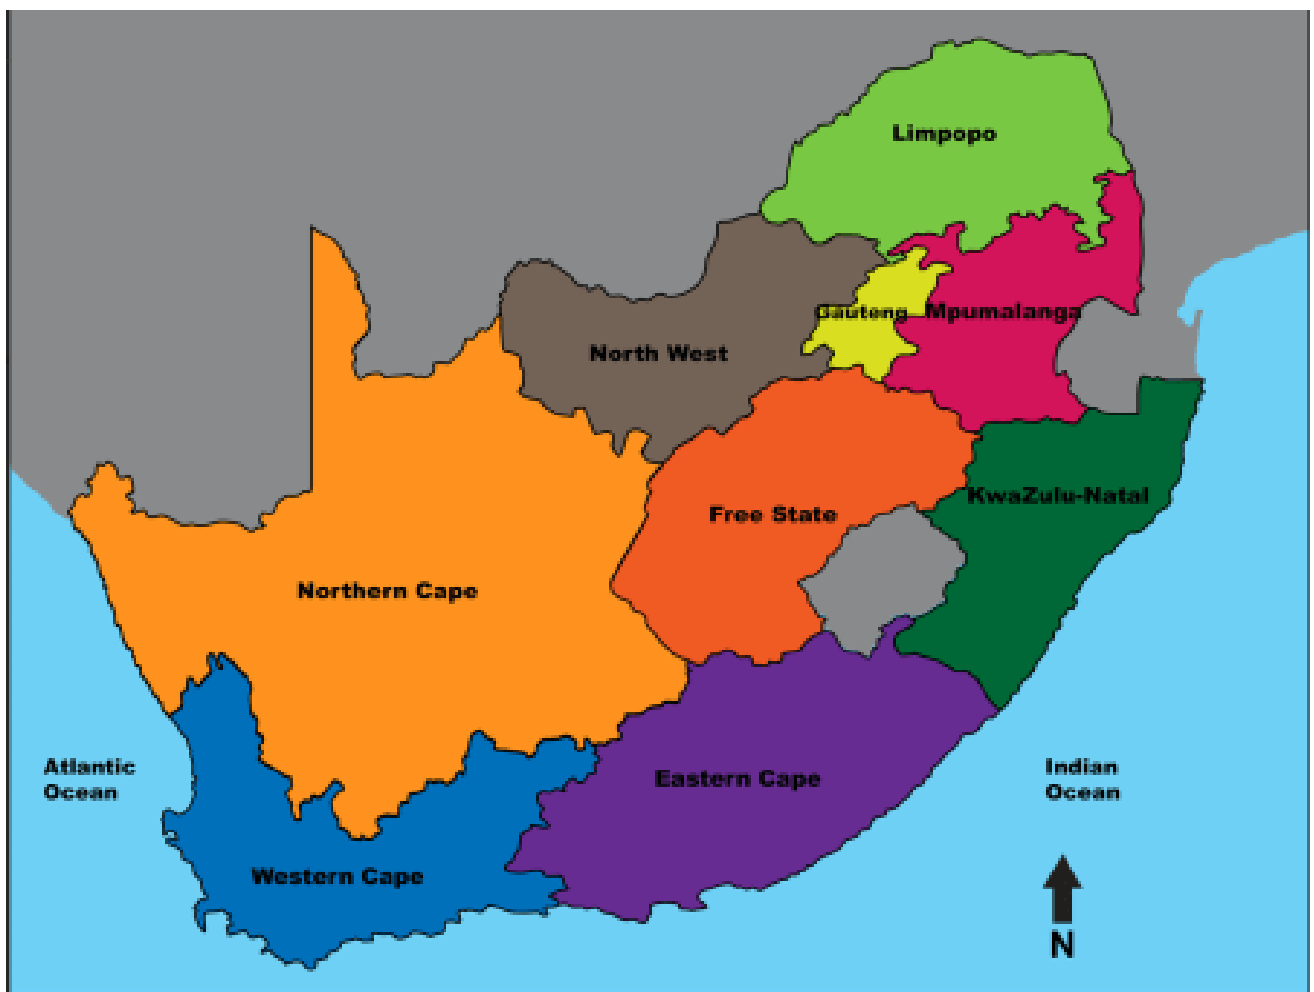 Limpopo
Gauteng
Mpumalanga
North West
KwaZulu-Natal
Free State
Northern Cape
Atlantic
Ocean
Eastern Cape
Indian
Ocean
Western Cape
N